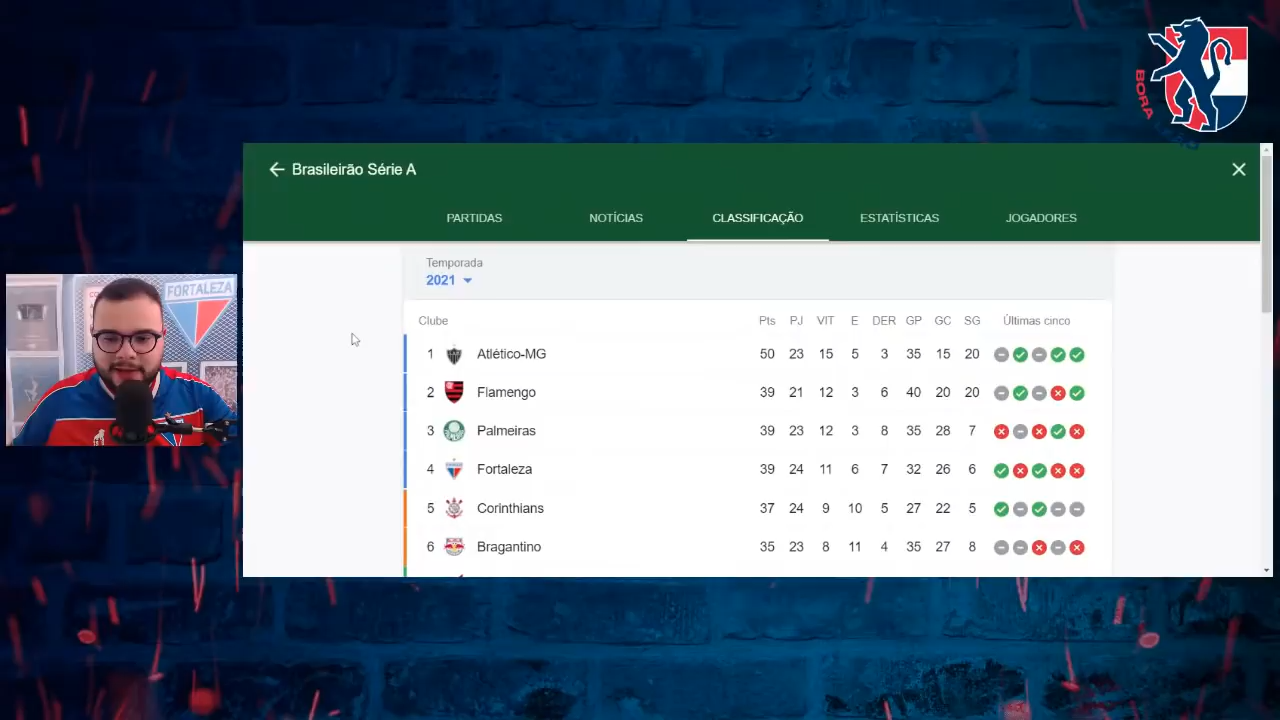 BORA
← Brasileirão Série A
PARTIDAS NOTÍCIAS CLASSIFICAÇÃO ESTATÍSTICAS JOGADORES
Temporada
2021
Clube Pts PJ VIT E DER GP GC SG Últimas cinco
1 Atlético-MG 50 23 15 5 3 35 15 20
2 Flamengo 39 21 12 3 6 40 20 20
3 Palmeiras 39 23 12 3 8 35 28 7
4 Fortaleza 39 24 11 6 7 32 26 6
5 Corinthians 37 24 9 10 5 27 22 5
6 Bragantino 35 23 8 11 4 35 27 8
FORTALEZA